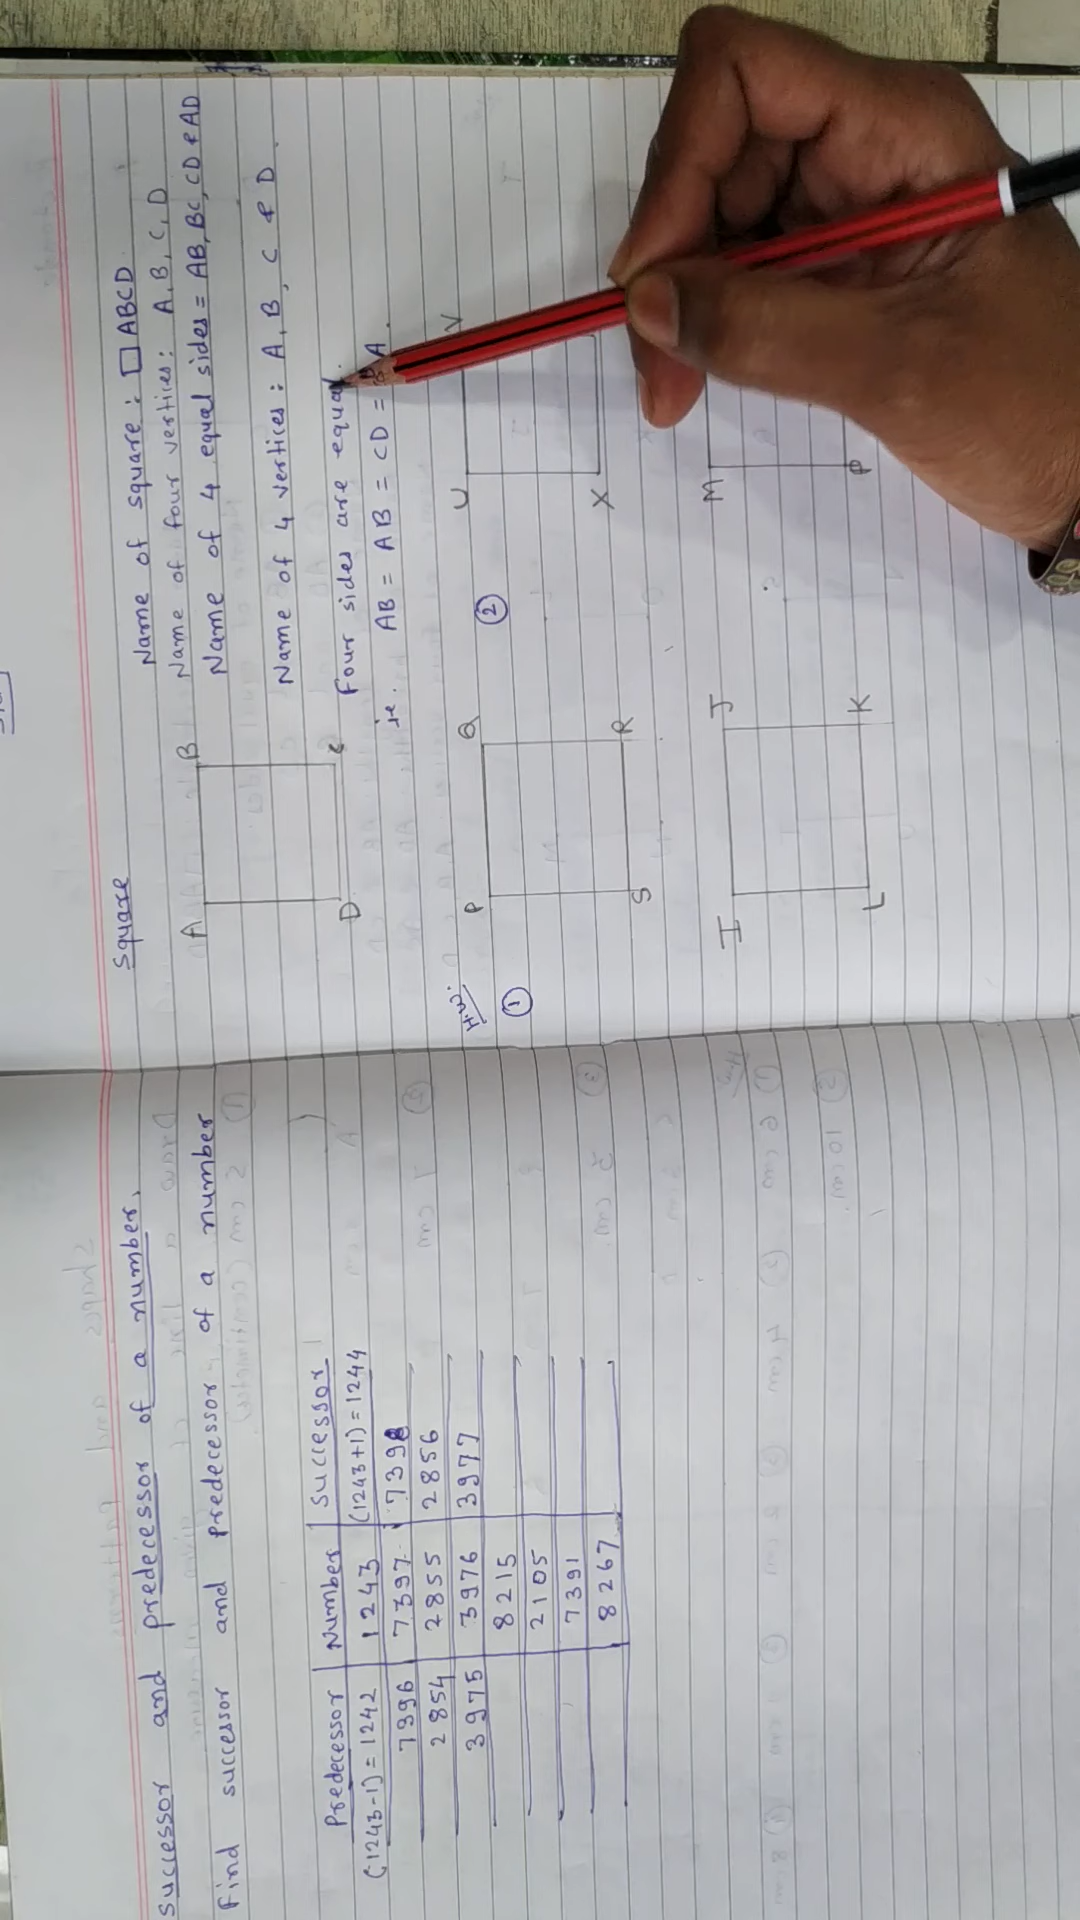 successor and predecessor of a number.
Find successor and predecessor of a number
Predecessor Number Successor
(1243-1) = 1242 1243 (1243+1) = 1244
7396 7397 7398
2854 2855 2856
3975 3976 3977
8215
2105
7391
8267
Square
A B
D C
Name of square : □ ABCD
Name of four vertices : A, B, C, D
Name of 4 equal sides = AB, BC, CD & AD
Name of 4 vertices : A, B, C & D
Four sides are equal.
ie. AB = AB = CD = A
H.W.
① P Q ② U V
S R X
I J M
L K P